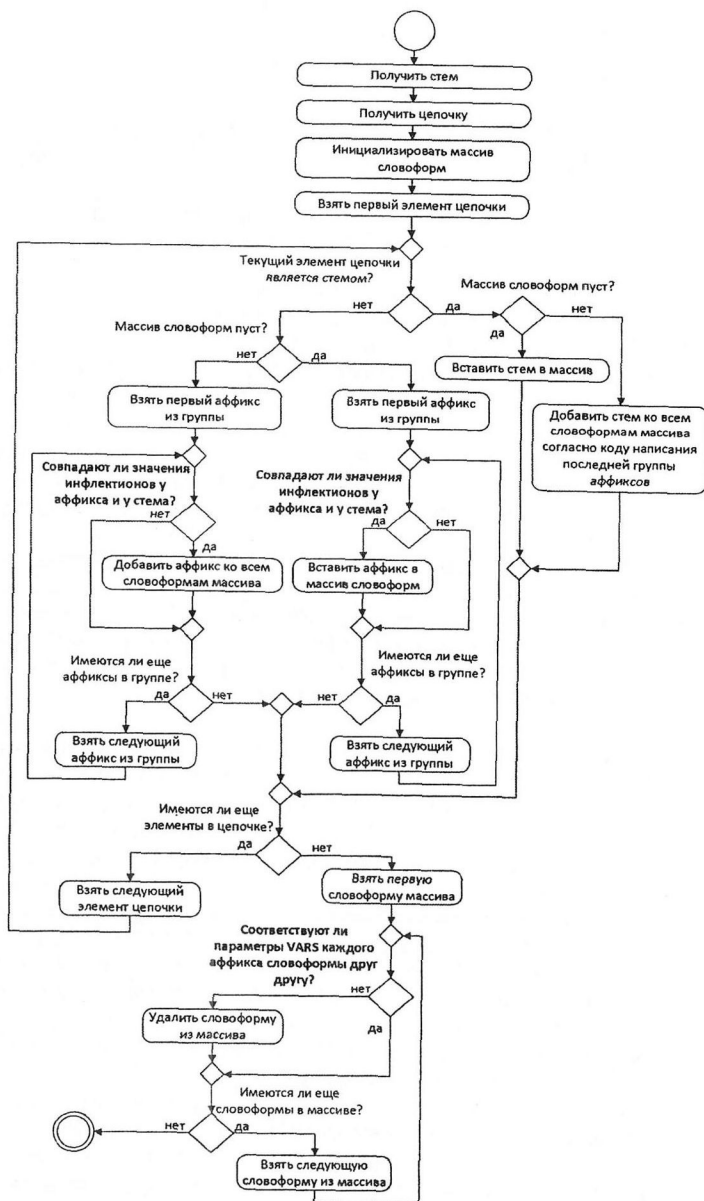 Получить стем
Получить цепочку
Инициализировать массив
словоформ
Взять первый элемент цепочки
Текущий элемент цепочки
является стемом?
Массив словоформ пуст?
нет
да
нет
да
Массив словоформ пуст?
нет
да
Вставить стем в массив
Взять первый аффикс
из группы
Взять первый аффикс
из группы
Добавить стем ко всем
словоформам массива
согласно коду написания
последней группы
аффиксов
Совпадают ли значения
инфлектионов у
аффикса и у стема?
Совпадают ли значения
инфлектионов у
аффикса и у стема?
нет
да
да
нет
Добавить аффикс ко всем
словоформам массива
Вставить аффикс в
массив словоформ
Имеются ли еще
аффиксы в группе?
Имеются ли еще
аффиксы в группе?
да
нет
нет
да
Взять следующий
аффикс из группы
Взять следующий
аффикс из группы
Имеются ли еще
элементы в цепочке?
да
нет
Взять следующий
элемент цепочки
Взять первую
словоформу массива
Соответствуют ли
параметры VARS каждого
аффикса словоформы друг
другу?
нет
да
Удалить словоформу
из массива
Имеются ли еще
словоформы в массиве?
нет
да
Взять следующую
словоформу из массива